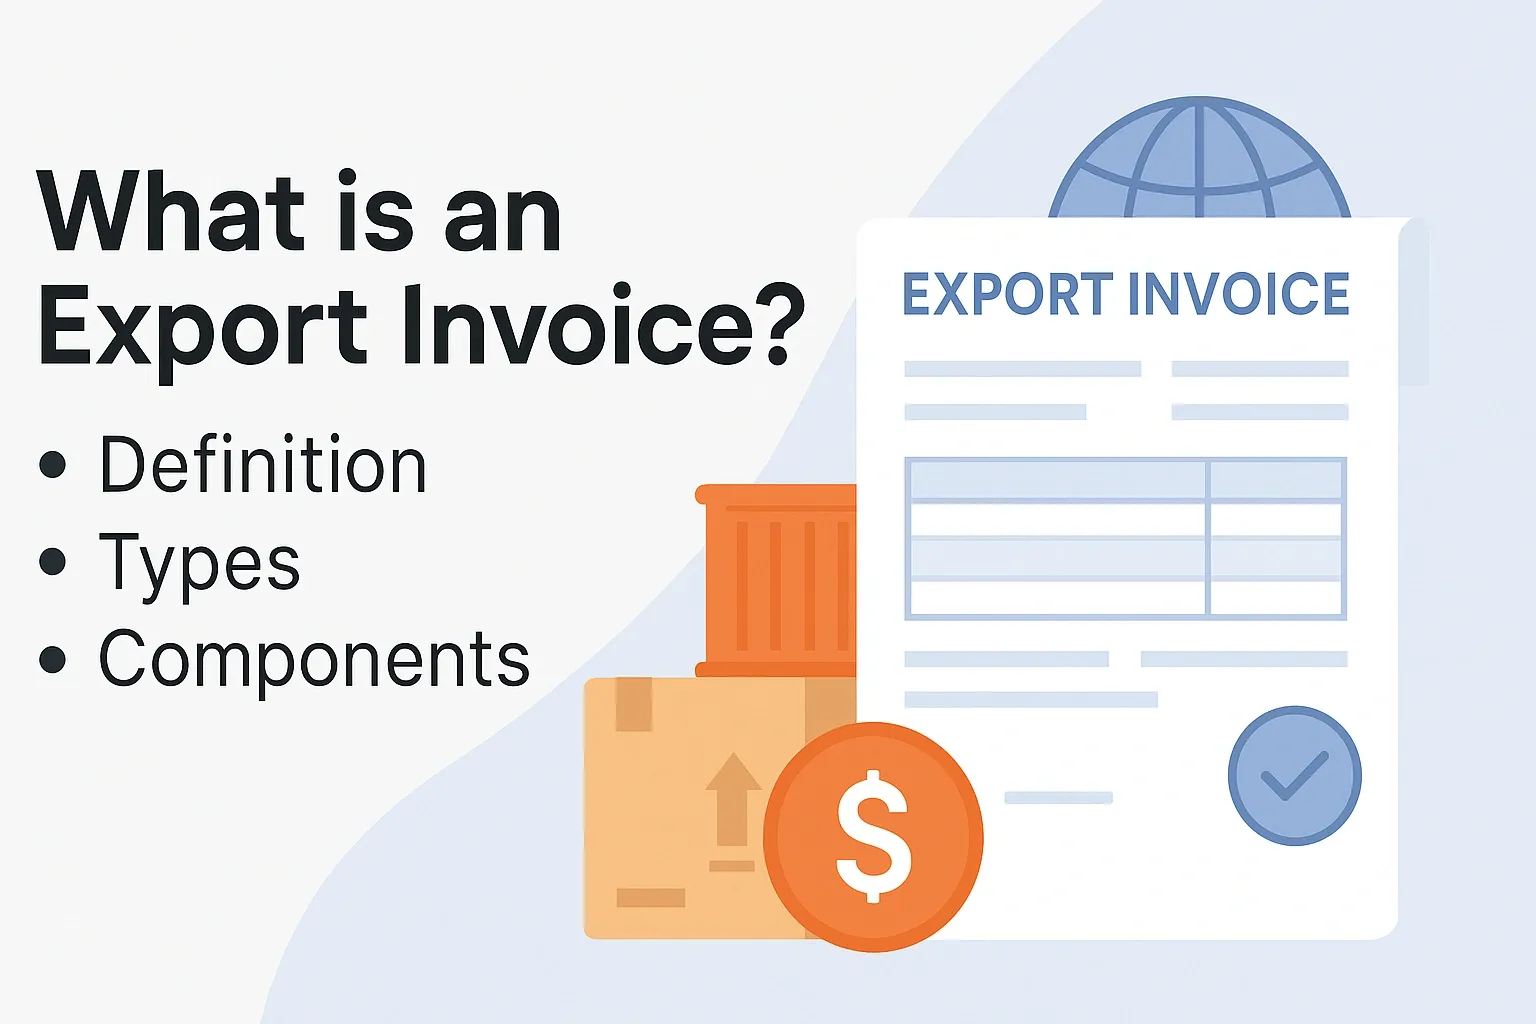 What is an
Export Invoice?
• Definition
• Types
• Components
EXPORT INVOICE
$